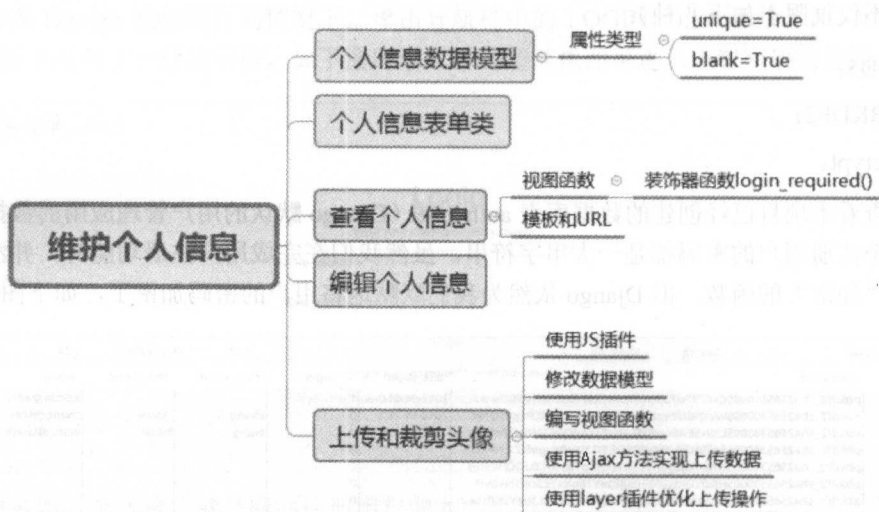 维护个人信息
个人信息数据模型
属性类型
unique=True
blank=True
个人信息表单类
查看个人信息
视图函数
装饰器函数login_required()
模板和URL
编辑个人信息
上传和裁剪头像
使用JS插件
修改数据模型
编写视图函数
使用Ajax方法实现上传数据
使用layer插件优化上传操作